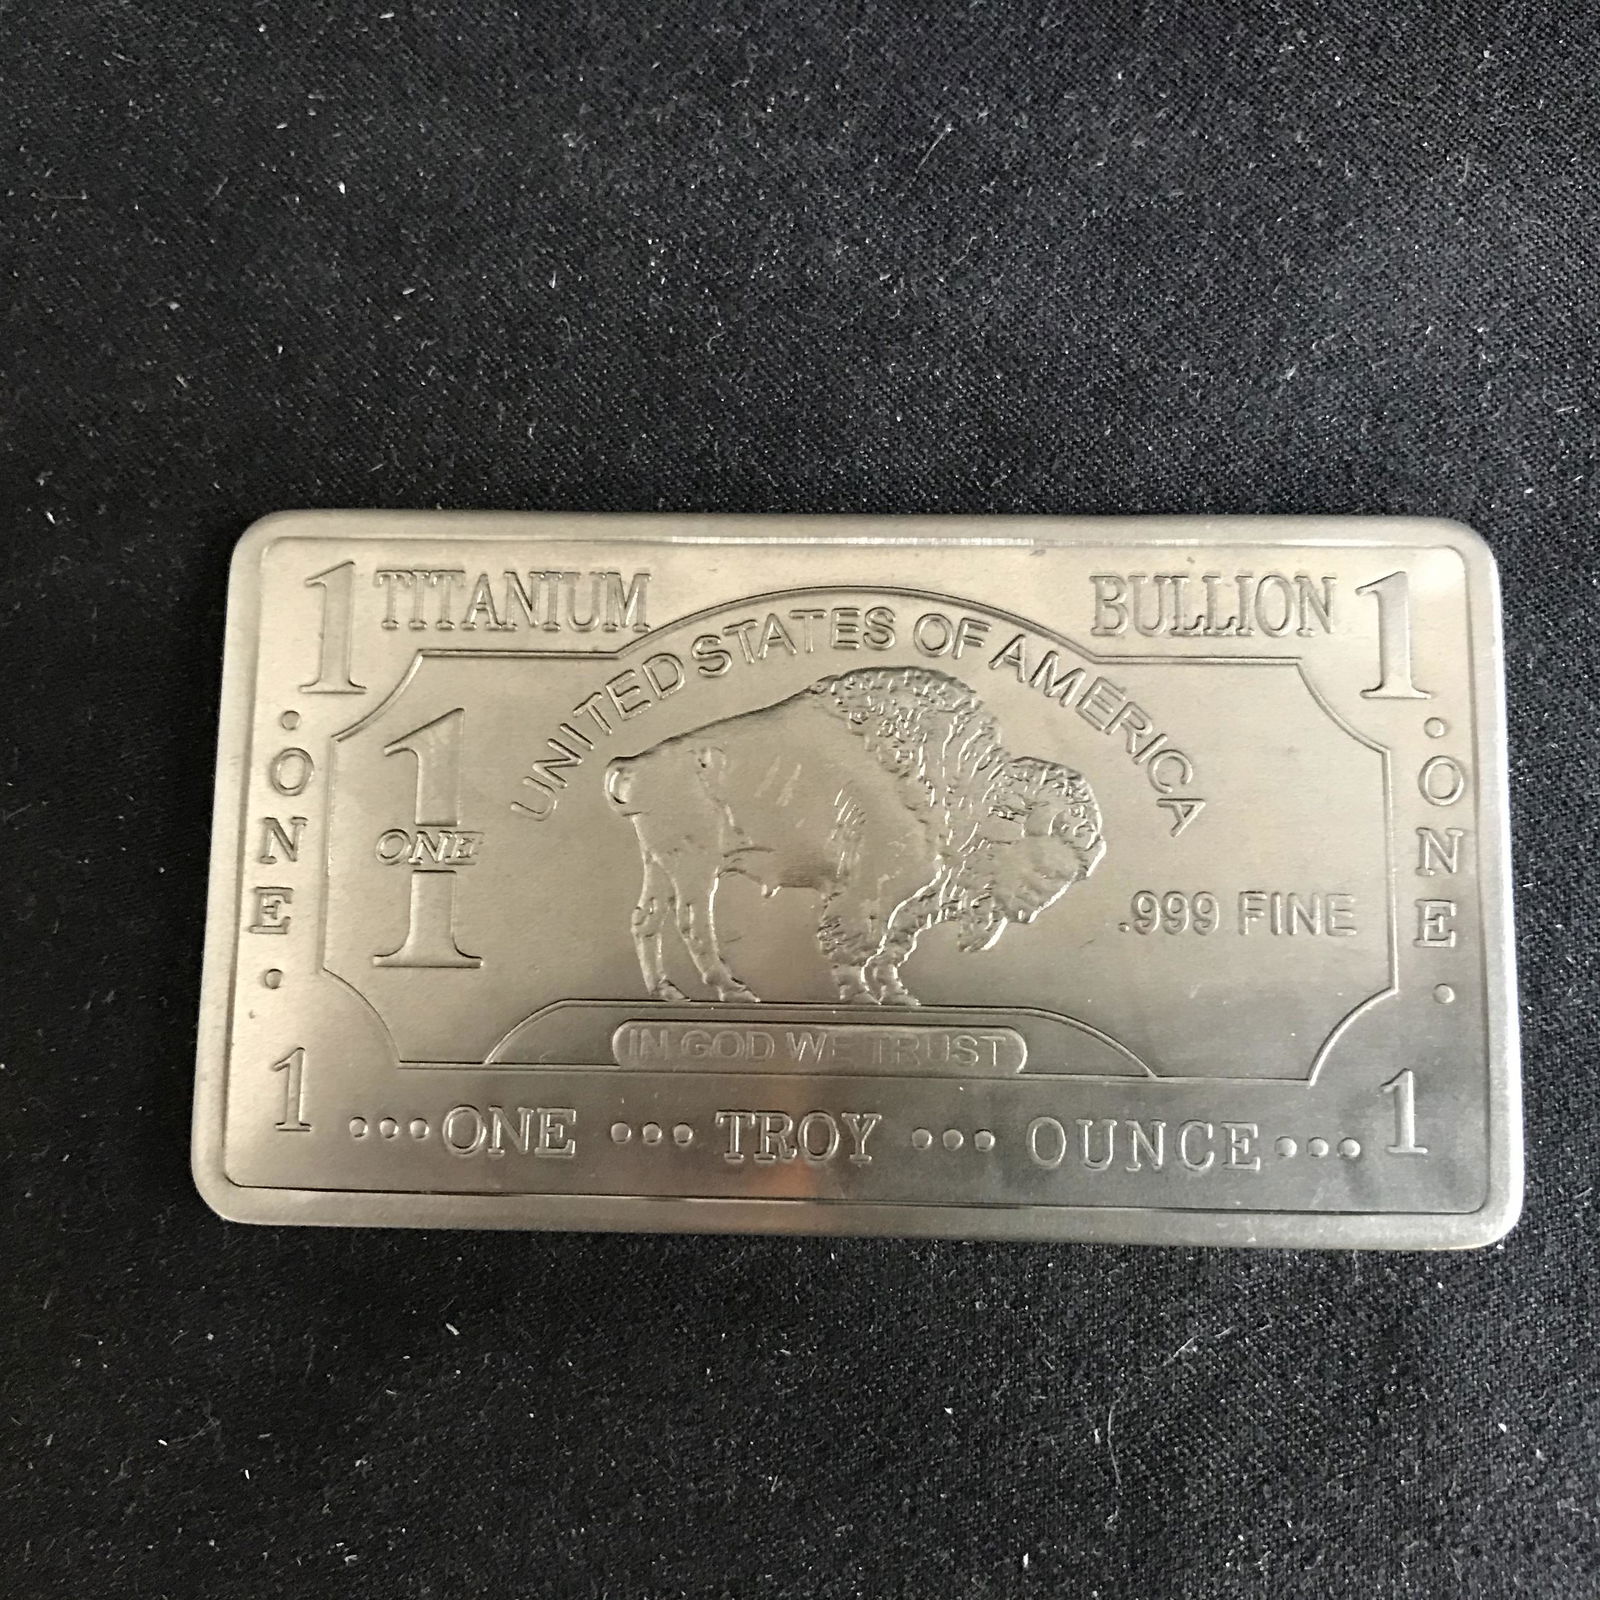 1 TITANIUM BULLION 1
UNITED STATES OF AMERICA
.ONE.
1
ONE
.ONE.
.999 FINE
IN GOD WE TRUST
1 ...ONE ... TROY ... OUNCE... 1